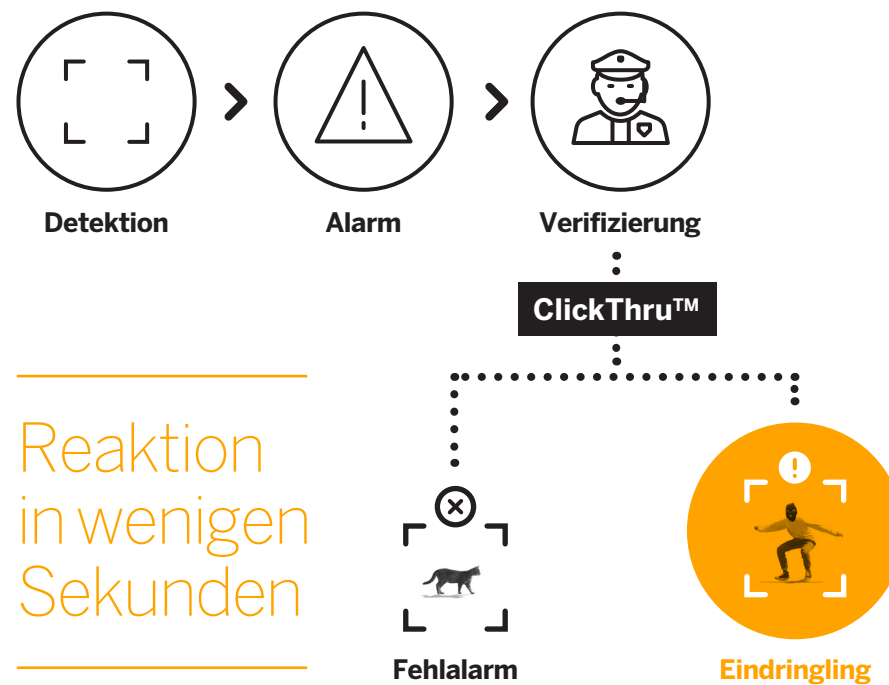 Detektion
Alarm
Verifizierung
ClickThru™
Reaktion
in wenigen
Sekunden
Fehlalarm
Eindringling